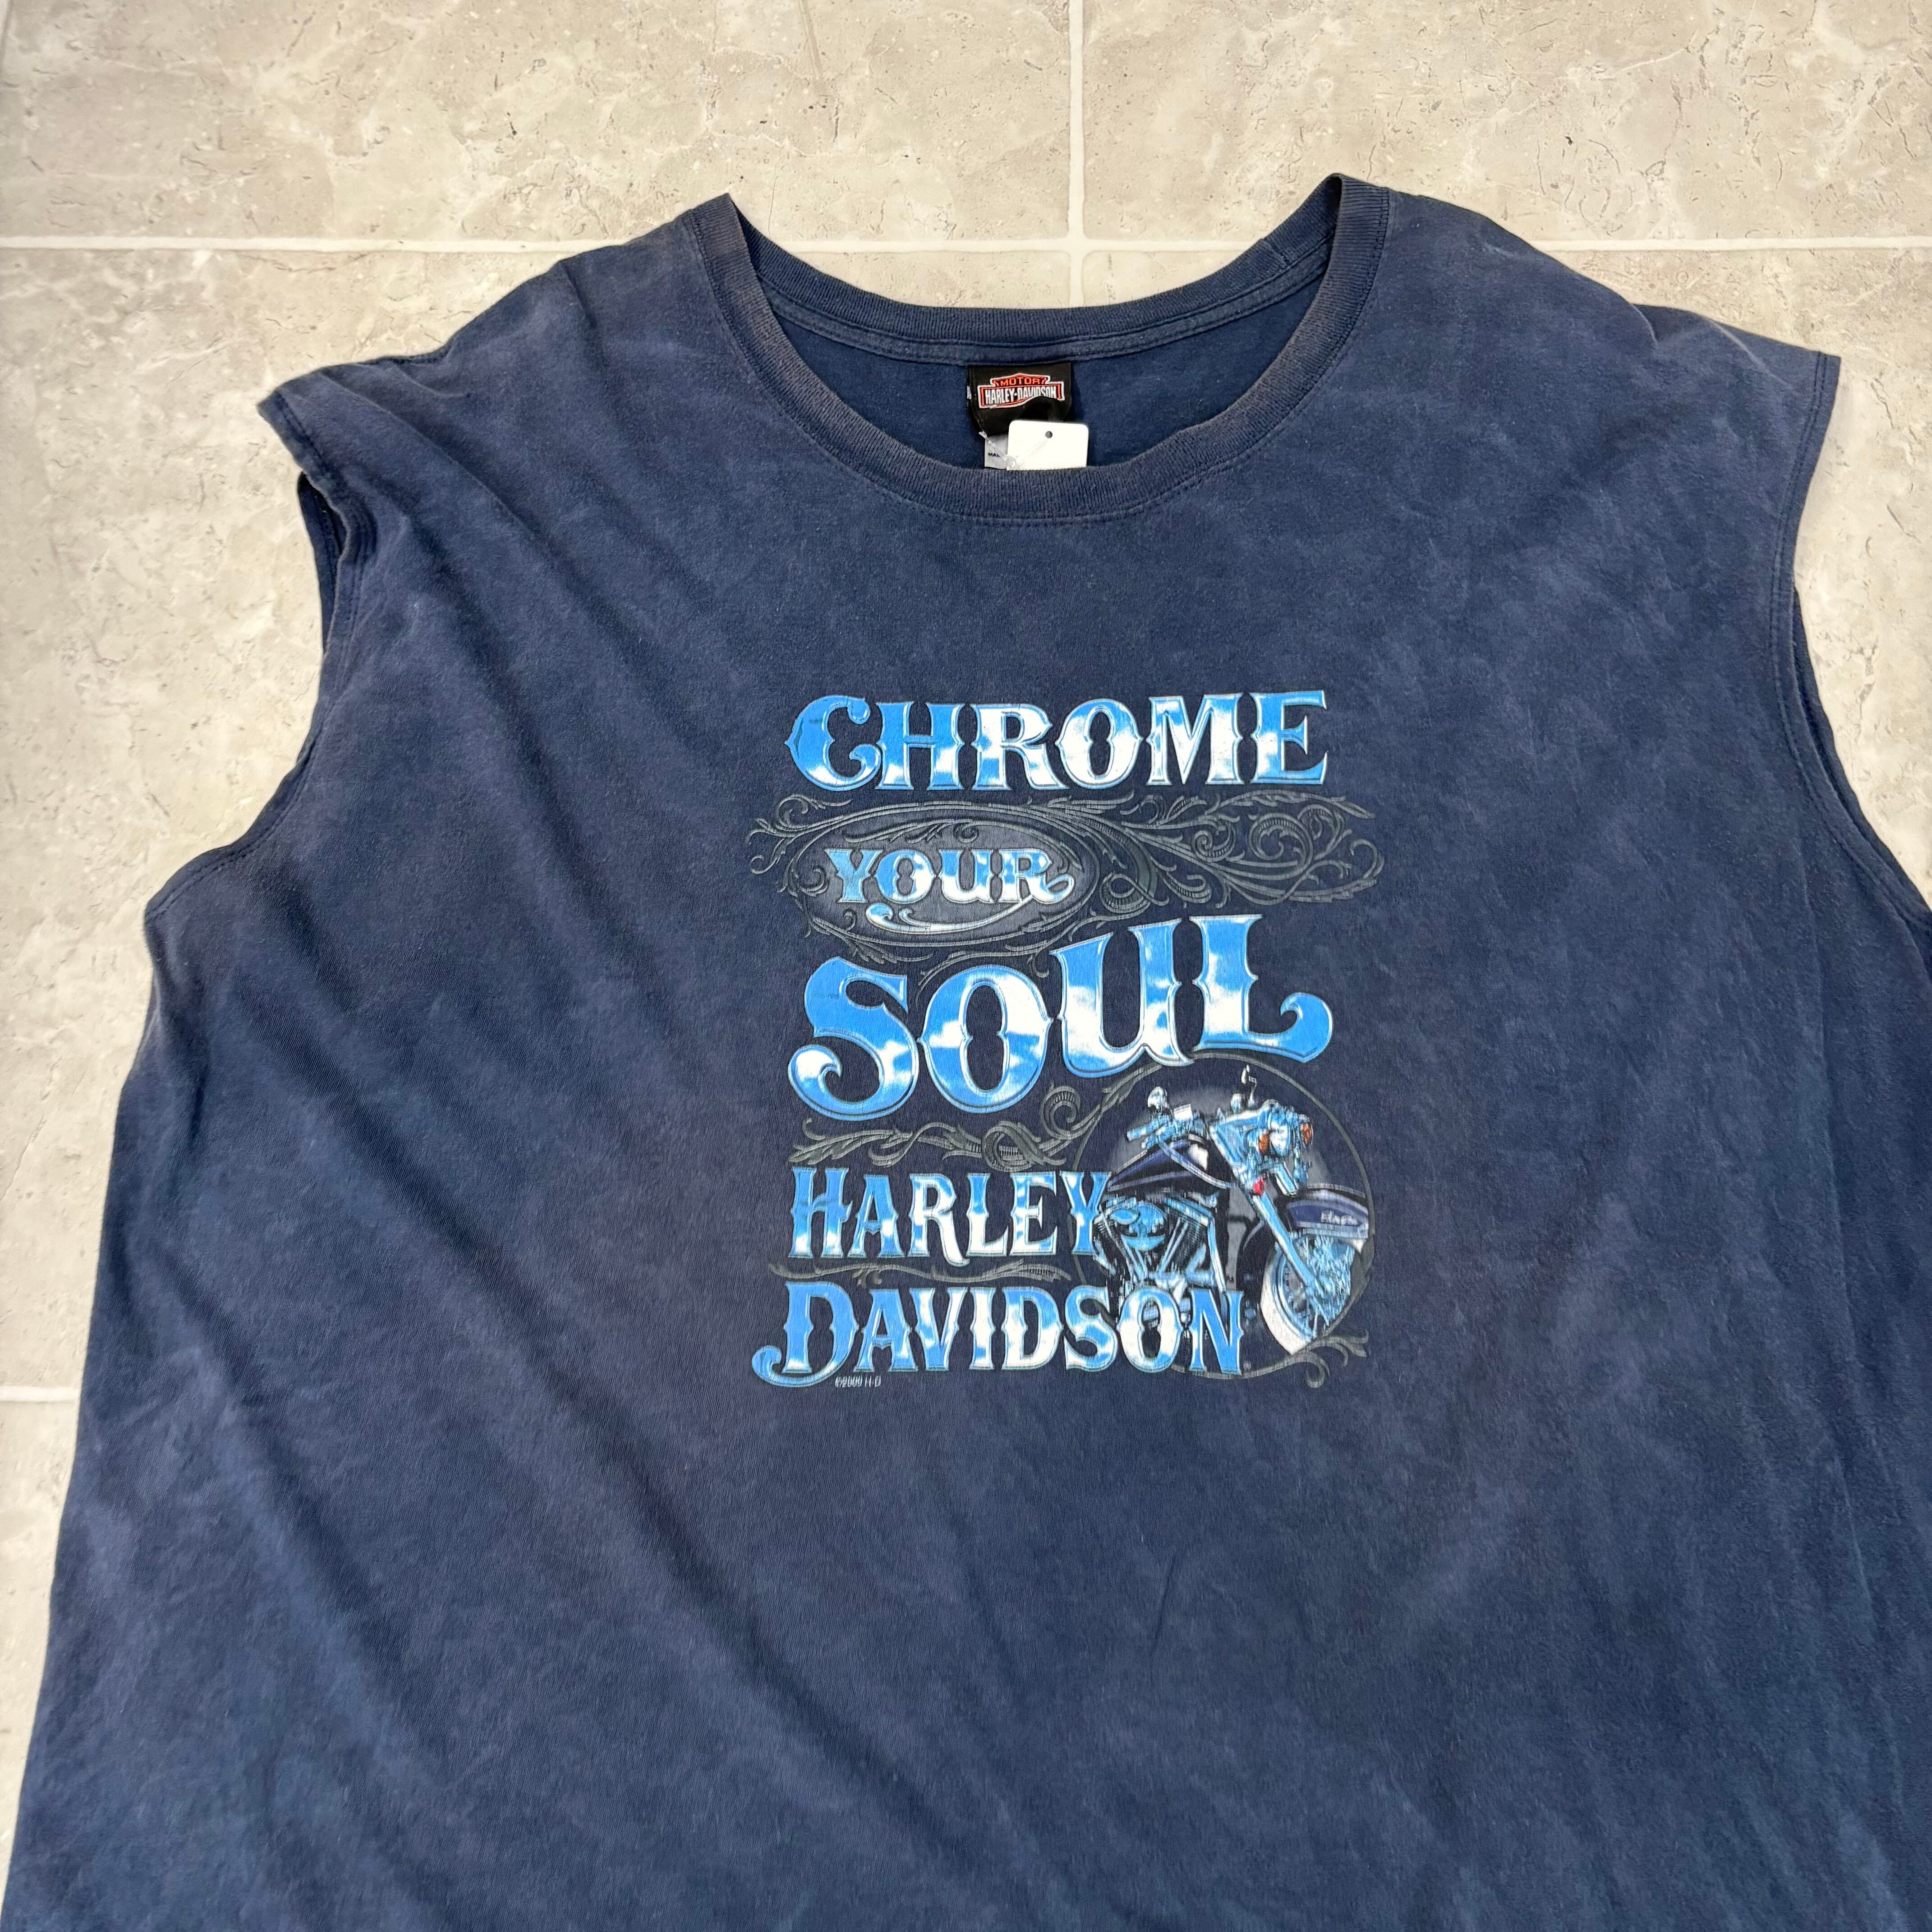 MOTOR
HARLEY-DAVIDSON
CHROME
YOUR
SOUL
HARLEY
DAVIDSON